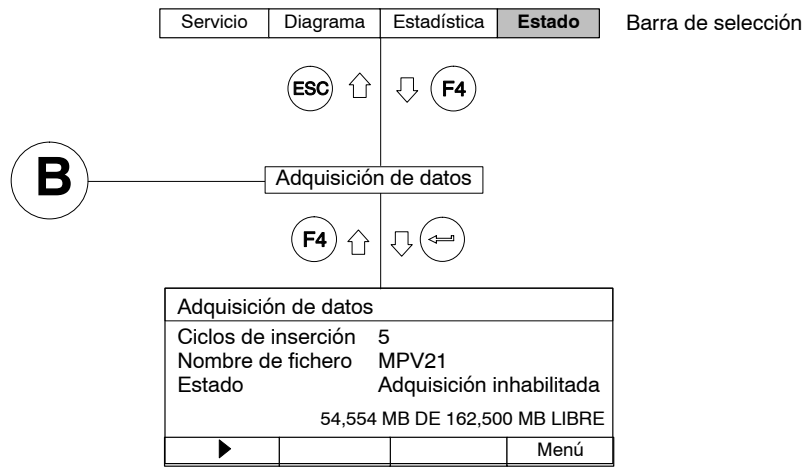 Servicio Diagrama Estadística Estado Barra de selección
ESC F4
B Adquisición de datos
F4
Adquisición de datos
Ciclos de inserción 5
Nombre de fichero MPV21
Estado Adquisición inhabilitada
54,554 MB DE 162,500 MB LIBRE
Menú